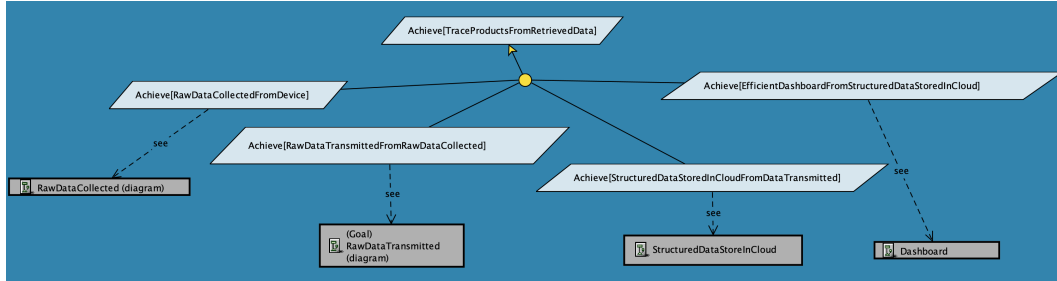 Achieve[TraceProductsFromRetrievedData]
Achieve[RawDataCollectedFromDevice]
Achieve[EfficientDashboardFromStructuredDataStoredInCloud]
Achieve[RawDataTransmittedFromRawDataCollected]
Achieve[StructuredDataStoredInCloudFromDataTransmitted]
see
see
see
see
RawDataCollected (diagram)
(Goal)
RawDataTransmitted
(diagram)
StructuredDataStoreInCloud
Dashboard